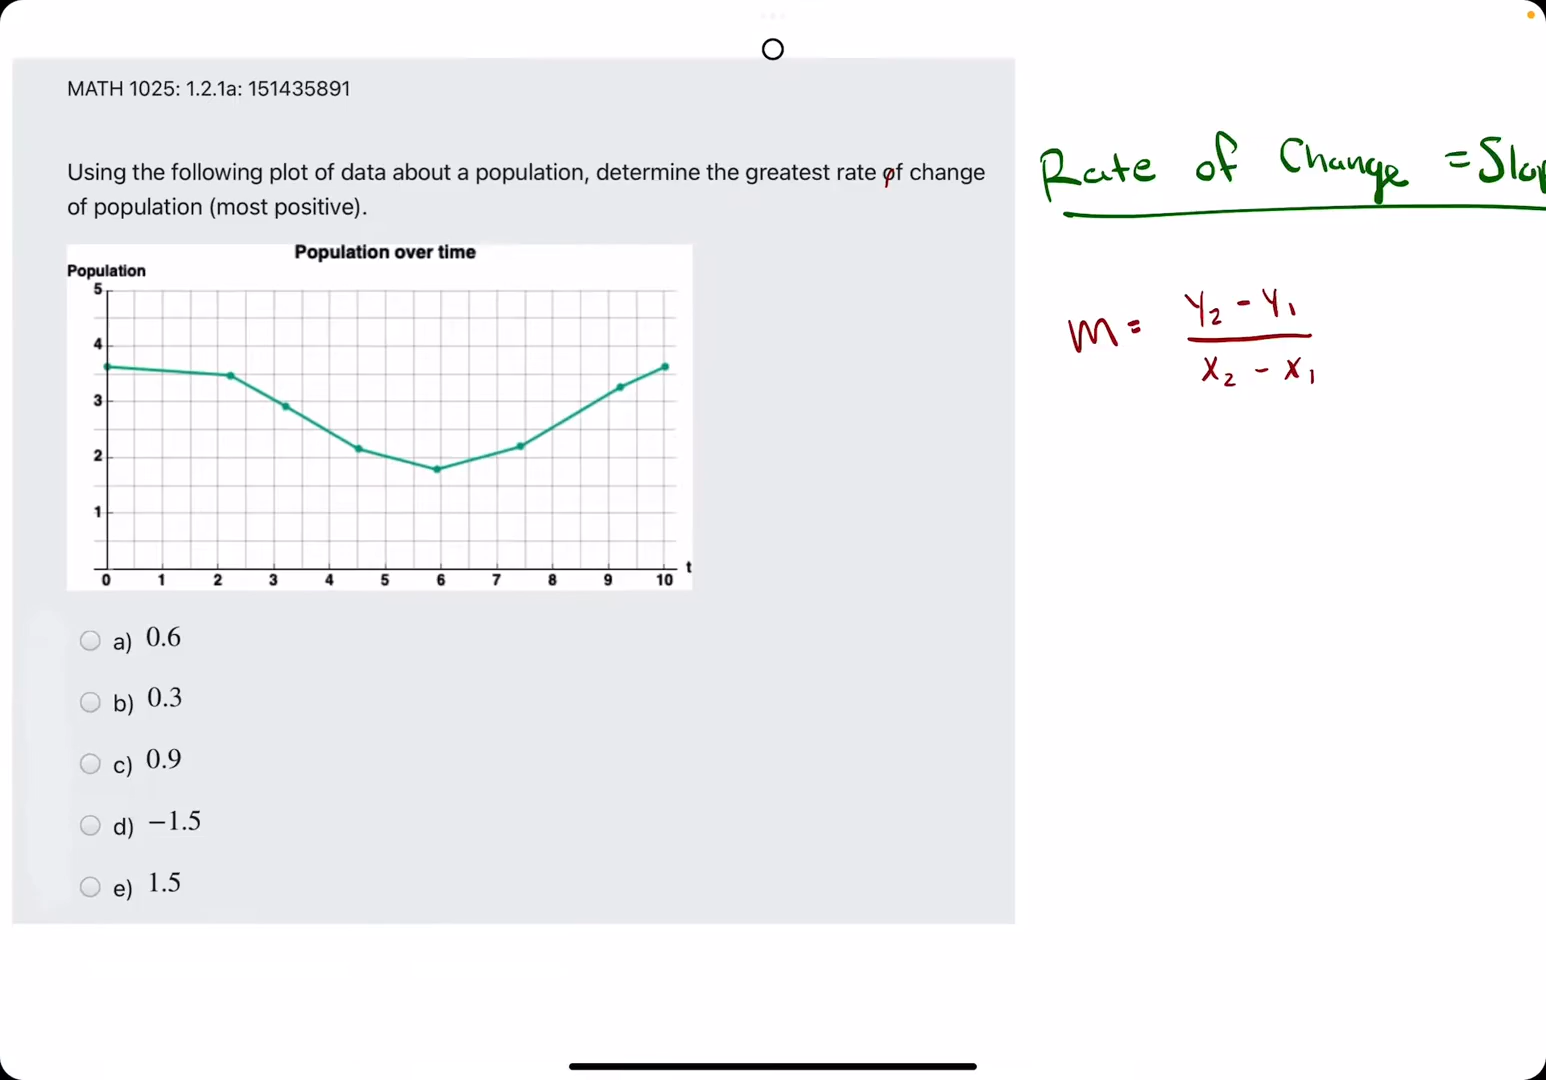 MATH 1025: 1.2.1a: 151435891
Using the following plot of data about a population, determine the greatest rate of change
of population (most positive).
Population over time
Population
5
4
3
2
1
0 1 2 3 4 5 6 7 8 9 10 t
a) 0.6
b) 0.3
c) 0.9
d) −1.5
e) 1.5
Rate of Change = Slop
m = Y2 - Y1
X2 - X1